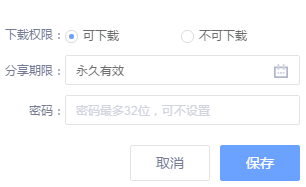 下载权限： 可下载 不可下载
分享期限： 永久有效
密码： 密码最多32位，可不设置
取消 保存